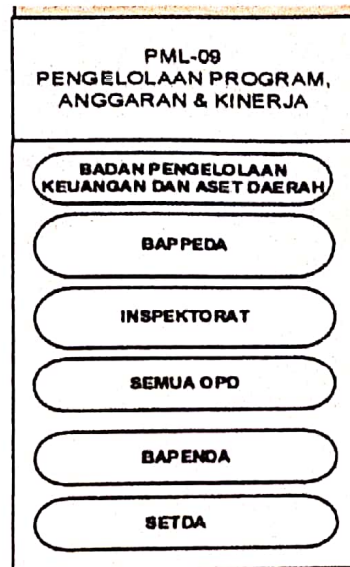 PML-09
PENGELOLAAN PROGRAM,
ANGGARAN & KINERJA
BADAN PENGELOLAAN
KEUANGAN DAN ASET DAERAH
BAPPEDA
INSPEKTORAT
SEMUA OPD
BAPENDA
SETDA